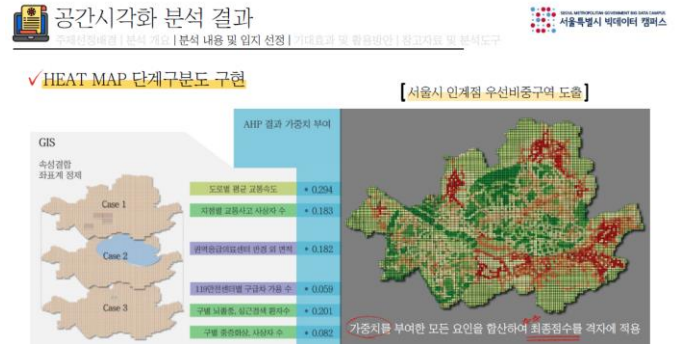 공간시각화 분석 결과
SEOUL METROPOLITAN GOVERNMENT BIG DATA CAMPUS
서울특별시 빅데이터 캠퍼스
주제선정배경 | 분석 개요 | 분석 내용 및 입지 선정 | 기대효과 및 활용방안 | 참고자료 및 분석도구
✓HEAT MAP 단계구분도 구현
[서울시 인계점 우선비중구역 도출]
AHP 결과 가중치 부여
GIS
속성결합
좌표계 정제
Case 1
Case 2
Case 3
도로별 평균 교통속도 * 0.294
지점별 교통사고 사상자 수 * 0.183
권역응급의료센터 반경 외 면적 * 0.182
119안전센터별 구급차 가용 수 * 0.059
구별 뇌졸중, 심근경색 환자수 * 0.201
구별 중증화상, 사상자 수 * 0.082
가중치를 부여한 모든 요인을 합산하여 최종점수를 격자에 적용